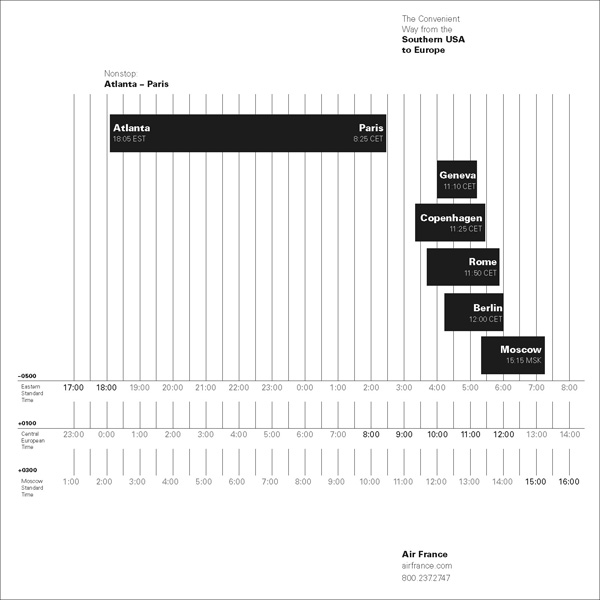 The Convenient
Way from the
Southern USA
to Europe
Nonstop:
Atlanta – Paris
Atlanta Paris
18:05 EST 8:25 CET
Geneva
11:10 CET
Copenhagen
11:25 CET
Rome
11:50 CET
Berlin
12:00 CET
Moscow
15:15 MSK
–0500
Eastern
Standard
Time
17:00 18:00 19:00 20:00 21:00 22:00 23:00 0:00 1:00 2:00 3:00 4:00 5:00 6:00 7:00 8:00
+0100
Central
European
Time
23:00 0:00 1:00 2:00 3:00 4:00 5:00 6:00 7:00 8:00 9:00 10:00 11:00 12:00 13:00 14:00
+0300
Moscow
Standard
Time
1:00 2:00 3:00 4:00 5:00 6:00 7:00 8:00 9:00 10:00 11:00 12:00 13:00 14:00 15:00 16:00
Air France
airfrance.com
800 2372747